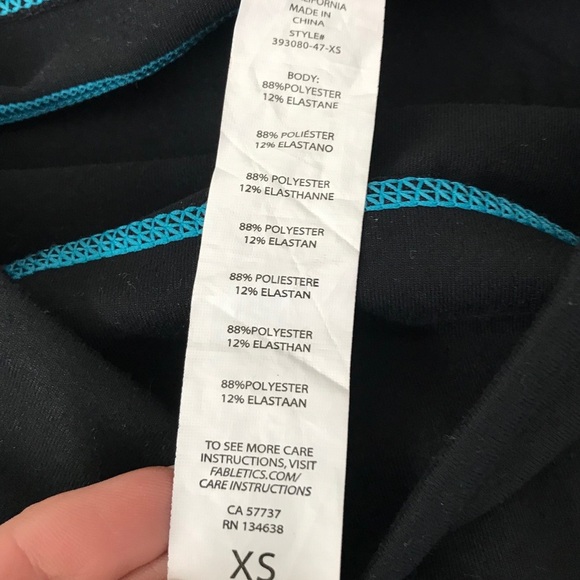 CALIFORNIA
MADE IN
CHINA
STYLE#
393080-47-XS
BODY:
88%POLYESTER
12% ELASTANE
88% POLIÉSTER
12% ELASTANO
88% POLYESTER
12% ELASTHANNE
88% POLYESTER
12% ELASTAN
88% POLIESTERE
12% ELASTAN
88%POLYESTER
12% ELASTHAN
88%POLYESTER
12% ELASTAAN
TO SEE MORE CARE
INSTRUCTIONS, VISIT
FABLETICS.COM/
CARE INSTRUCTIONS
CA 57737
RN 134638
XS